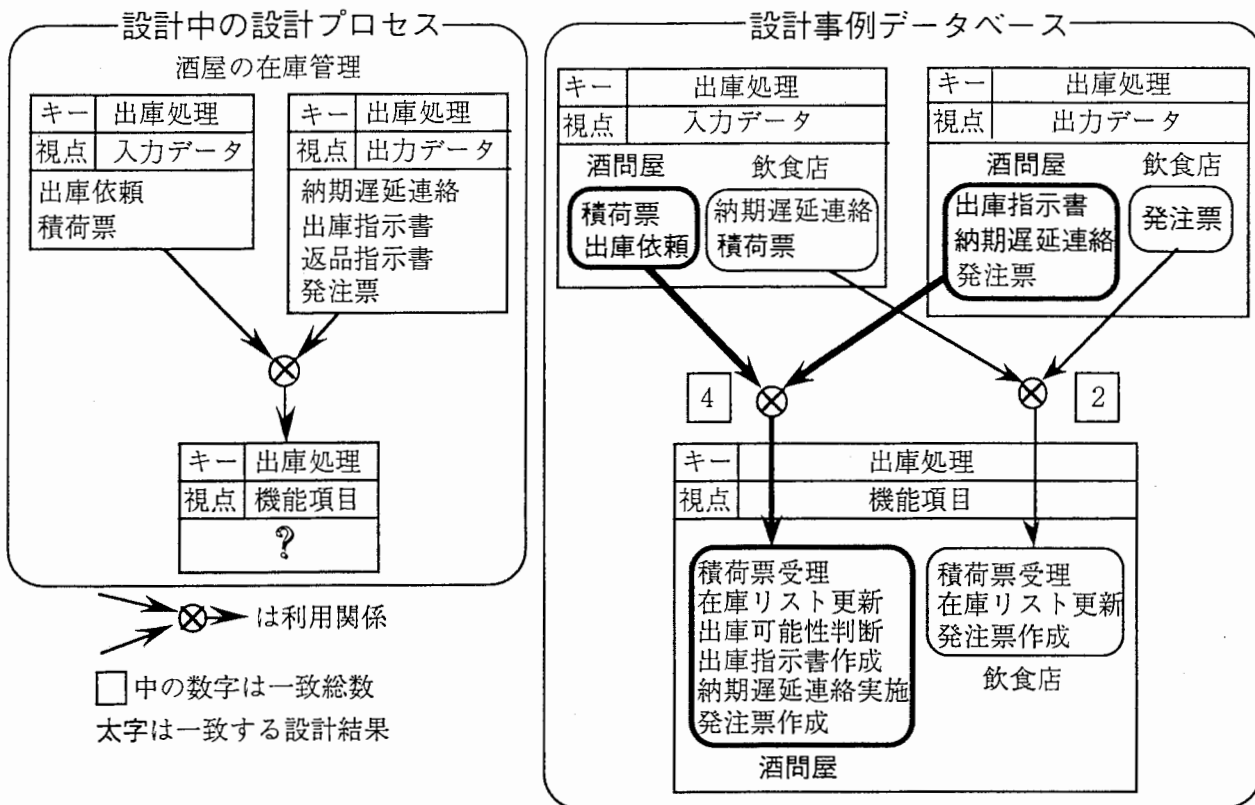 設計中の設計プロセス
酒屋の在庫管理
キー 出庫処理
視点 入力データ
出庫依頼
積荷票
キー 出庫処理
視点 出力データ
納期遅延連絡
出庫指示書
返品指示書
発注票
キー 出庫処理
視点 機能項目
?
は利用関係
中の数字は一致総数
太字は一致する設計結果
設計事例データベース
キー 出庫処理
視点 入力データ
酒問屋
積荷票
出庫依頼
飲食店
納期遅延連絡
積荷票
キー 出庫処理
視点 出力データ
酒問屋
出庫指示書
納期遅延連絡
発注票
飲食店
発注票
4
2
キー 出庫処理
視点 機能項目
積荷票受理
在庫リスト更新
出庫可能性判断
出庫指示書作成
納期遅延連絡実施
発注票作成
酒問屋
積荷票受理
在庫リスト更新
発注票作成
飲食店